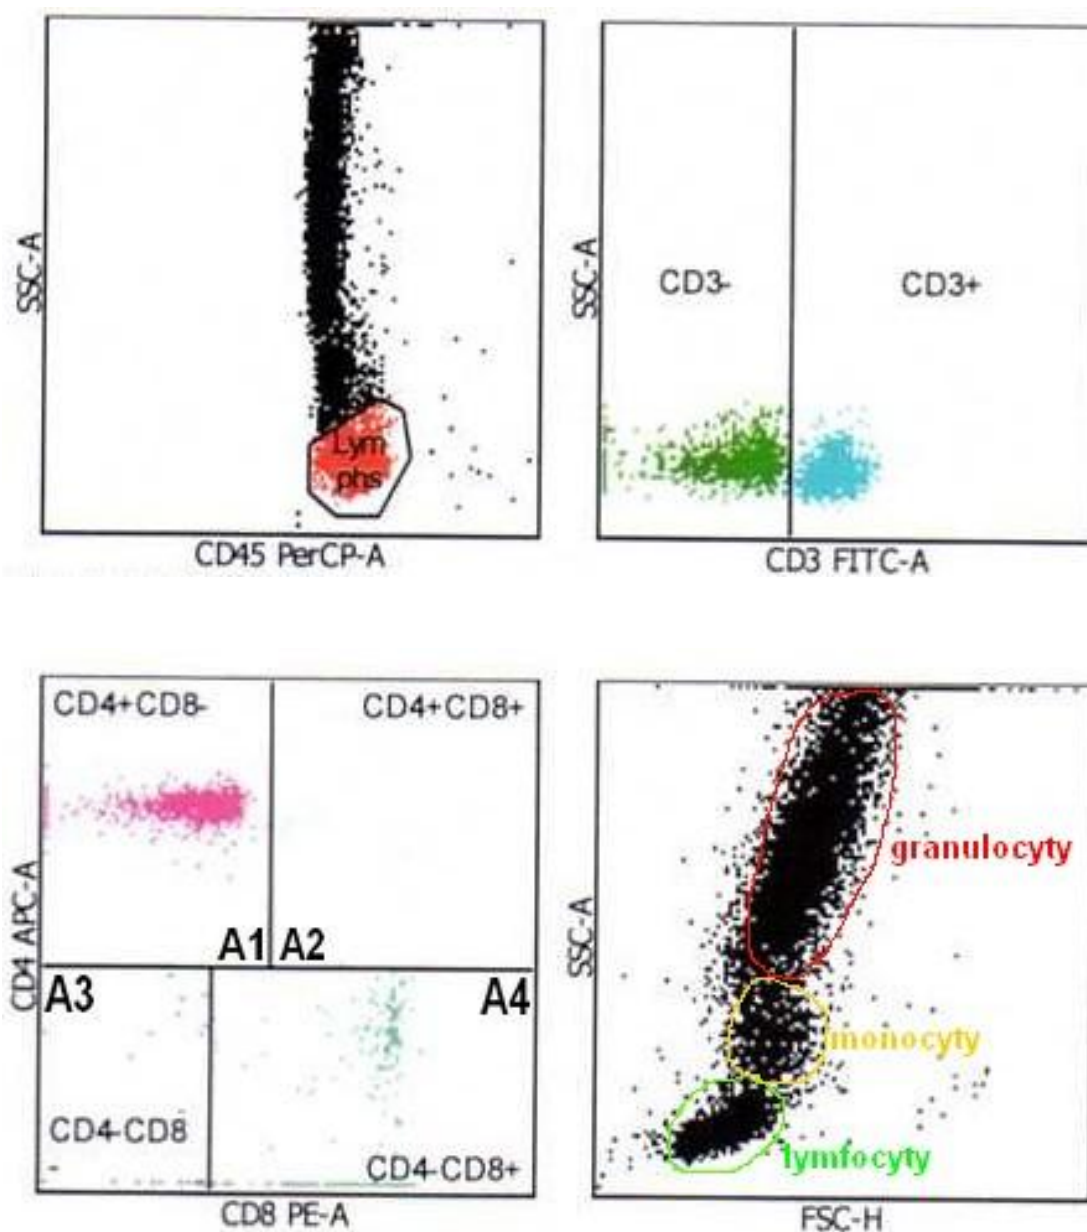 SSC-A
Lym
phs
CD45 PerCP-A
SSC-A
CD3-
CD3+
CD3 FITC-A
CD4 APC-A
CD4+CD8-
CD4+CD8+
A1
A2
A3
A4
CD4-CD8
CD4-CD8+
CD8 PE-A
SSC-A
granulocyty
monocyty
lymfocyty
FSC-H